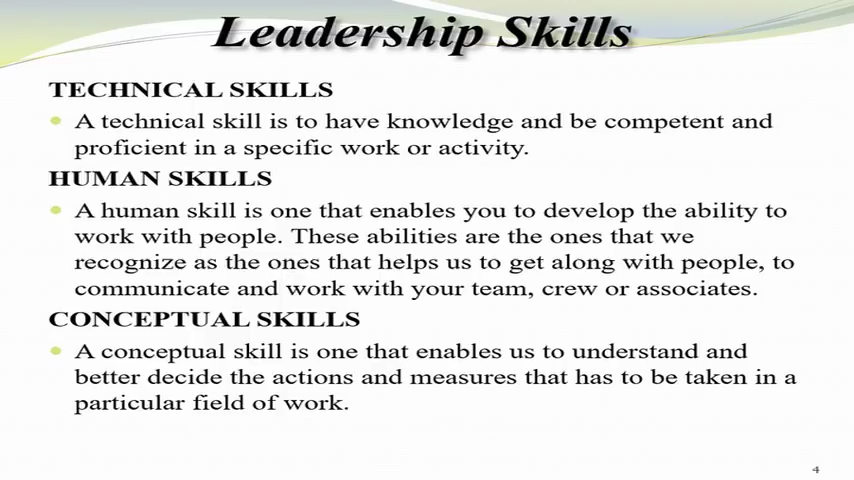 Leadership Skills
TECHNICAL SKILLS
A technical skill is to have knowledge and be competent and
proficient in a specific work or activity.
HUMAN SKILLS
A human skill is one that enables you to develop the ability to
work with people. These abilities are the ones that we
recognize as the ones that helps us to get along with people, to
communicate and work with your team, crew or associates.
CONCEPTUAL SKILLS
A conceptual skill is one that enables us to understand and
better decide the actions and measures that has to be taken in a
particular field of work.
4